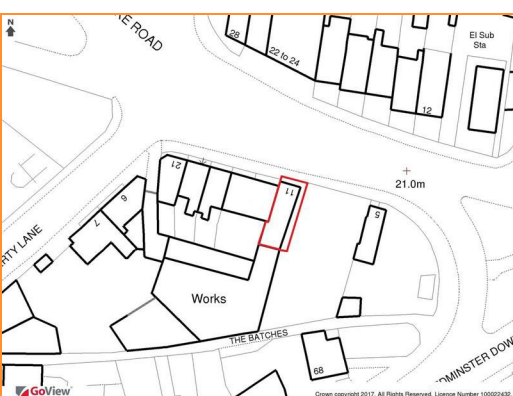 N
KE ROAD
28
22 to 24
El Sub
Sta
12
21.0m
21
11
5
6
7
RTY LANE
Works
THE BATCHES
68
DMINSTER DOW
GoView
Crown copyright 2017. All Rights Reserved. Licence Number 100022432